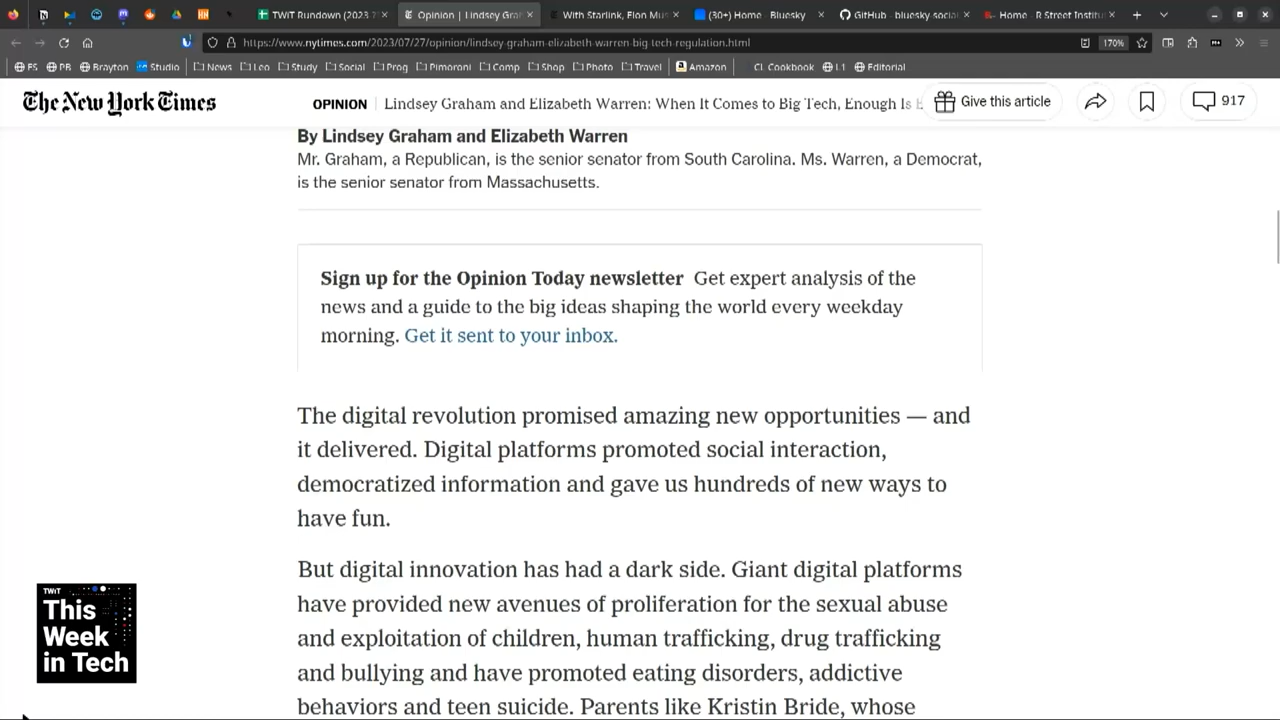 TWiT Rundown (2023 ?
Opinion | Lindsey Gra
With Starlink, Elon Mus
(30+) Home · Bluesky
GitHub - bluesky-social
Home - R Street Institut
https://www.nytimes.com/2023/07/27/opinion/lindsey-graham-elizabeth-warren-big-tech-regulation.html
170%
FS PB Brayton Studio News Leo Study Social Prog Pimoroni Comp Shop Photo Travel Amazon CL Cookbook L1 Editorial
The New York Times
OPINION Lindsey Graham and Elizabeth Warren: When It Comes to Big Tech, Enough Is
Give this article
917
By Lindsey Graham and Elizabeth Warren
Mr. Graham, a Republican, is the senior senator from South Carolina. Ms. Warren, a Democrat,
is the senior senator from Massachusetts.
Sign up for the Opinion Today newsletter Get expert analysis of the
news and a guide to the big ideas shaping the world every weekday
morning. Get it sent to your inbox.
The digital revolution promised amazing new opportunities — and
it delivered. Digital platforms promoted social interaction,
democratized information and gave us hundreds of new ways to
have fun.
But digital innovation has had a dark side. Giant digital platforms
have provided new avenues of proliferation for the sexual abuse
and exploitation of children, human trafficking, drug trafficking
and bullying and have promoted eating disorders, addictive
behaviors and teen suicide. Parents like Kristin Bride, whose
TWiT
This
Week
in Tech